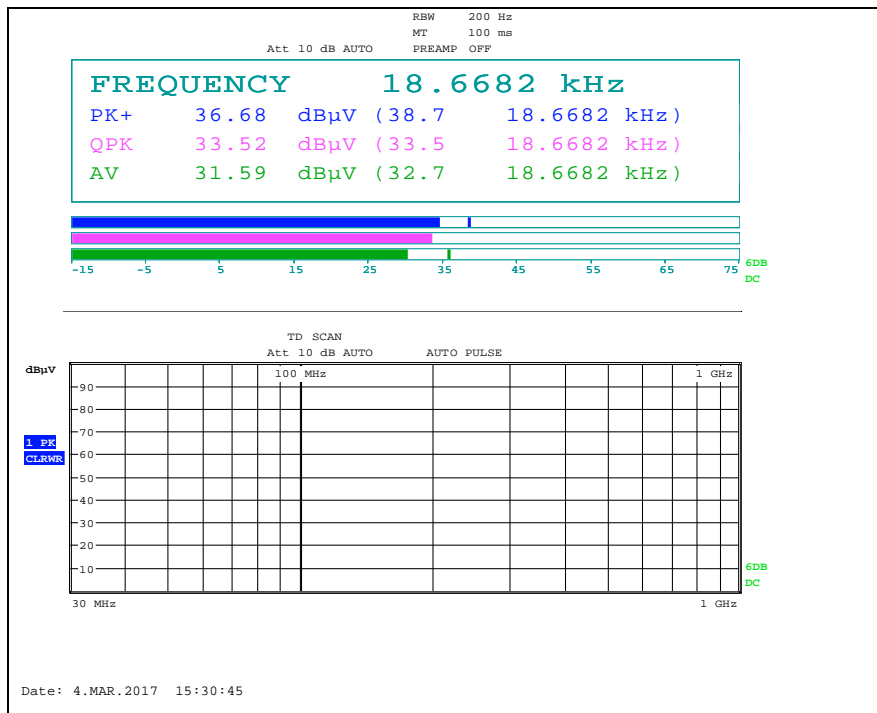 RBW 200 Hz
MT 100 ms
Att 10 dB AUTO PREAMP OFF
FREQUENCY 18.6682 kHz
PK+ 36.68 dBµV (38.7 18.6682 kHz)
QPK 33.52 dBµV (33.5 18.6682 kHz)
AV 31.59 dBµV (32.7 18.6682 kHz)
-15 -5 5 15 25 35 45 55 65 75
6DB
DC
TD SCAN
Att 10 dB AUTO AUTO PULSE
dBµV
100 MHz 1 GHz
90
80
70
1 PK
CLRWR
60
50
40
30
20
10
6DB
DC
30 MHz 1 GHz
Date: 4.MAR.2017 15:30:45